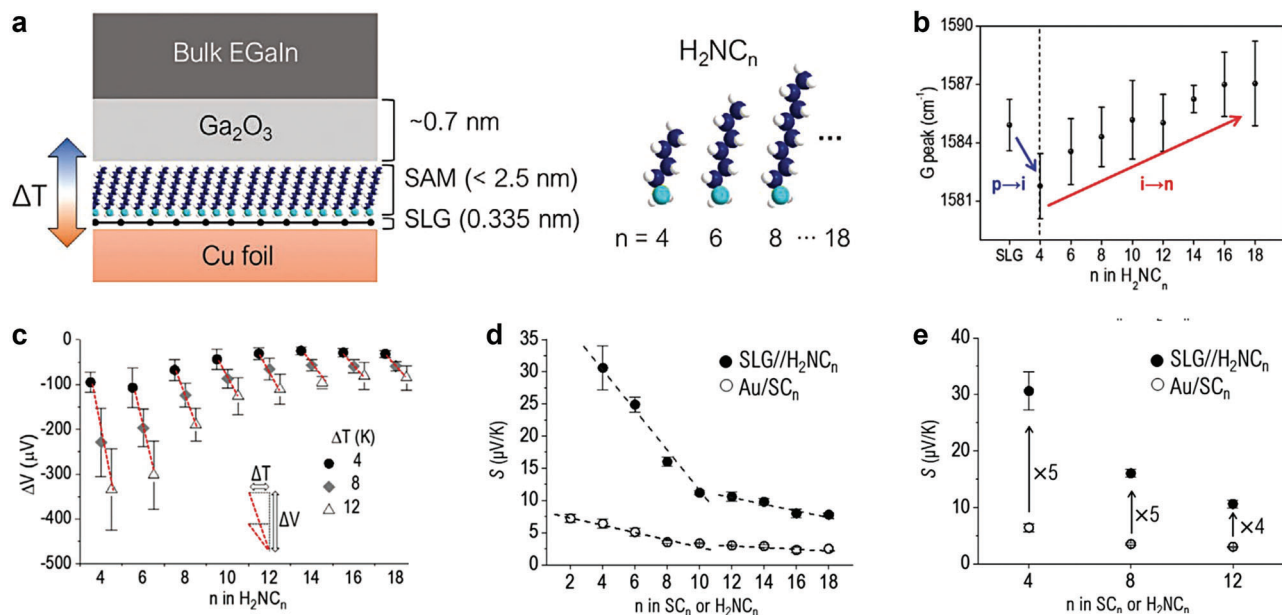 a
Bulk EGaIn
Ga₂O₃
~0.7 nm
SAM (< 2.5 nm)
SLG (0.335 nm)
Cu foil
ΔT
H₂NCₙ
...
n = 4 6 8 ··· 18
b
G peak (cm⁻¹)
1590
1587
1584
1581
p→i
i→n
SLG 4 6 8 10 12 14 16 18
n in H₂NCₙ
c
ΔV (µV)
0
-100
-200
-300
-400
-500
ΔT (K)
4
8
12
ΔT
ΔV
4 6 8 10 12 14 16 18
n in H₂NCₙ
d
S (µV/K)
35
30
25
20
15
10
5
0
SLG//H₂NCₙ
Au/SCₙ
2 4 6 8 10 12 14 16 18
n in SCₙ or H₂NCₙ
e
S (µV/K)
40
30
20
10
0
SLG//H₂NCₙ
Au/SCₙ
×5
×5
×4
4 8 12
n in SCₙ or H₂NCₙ